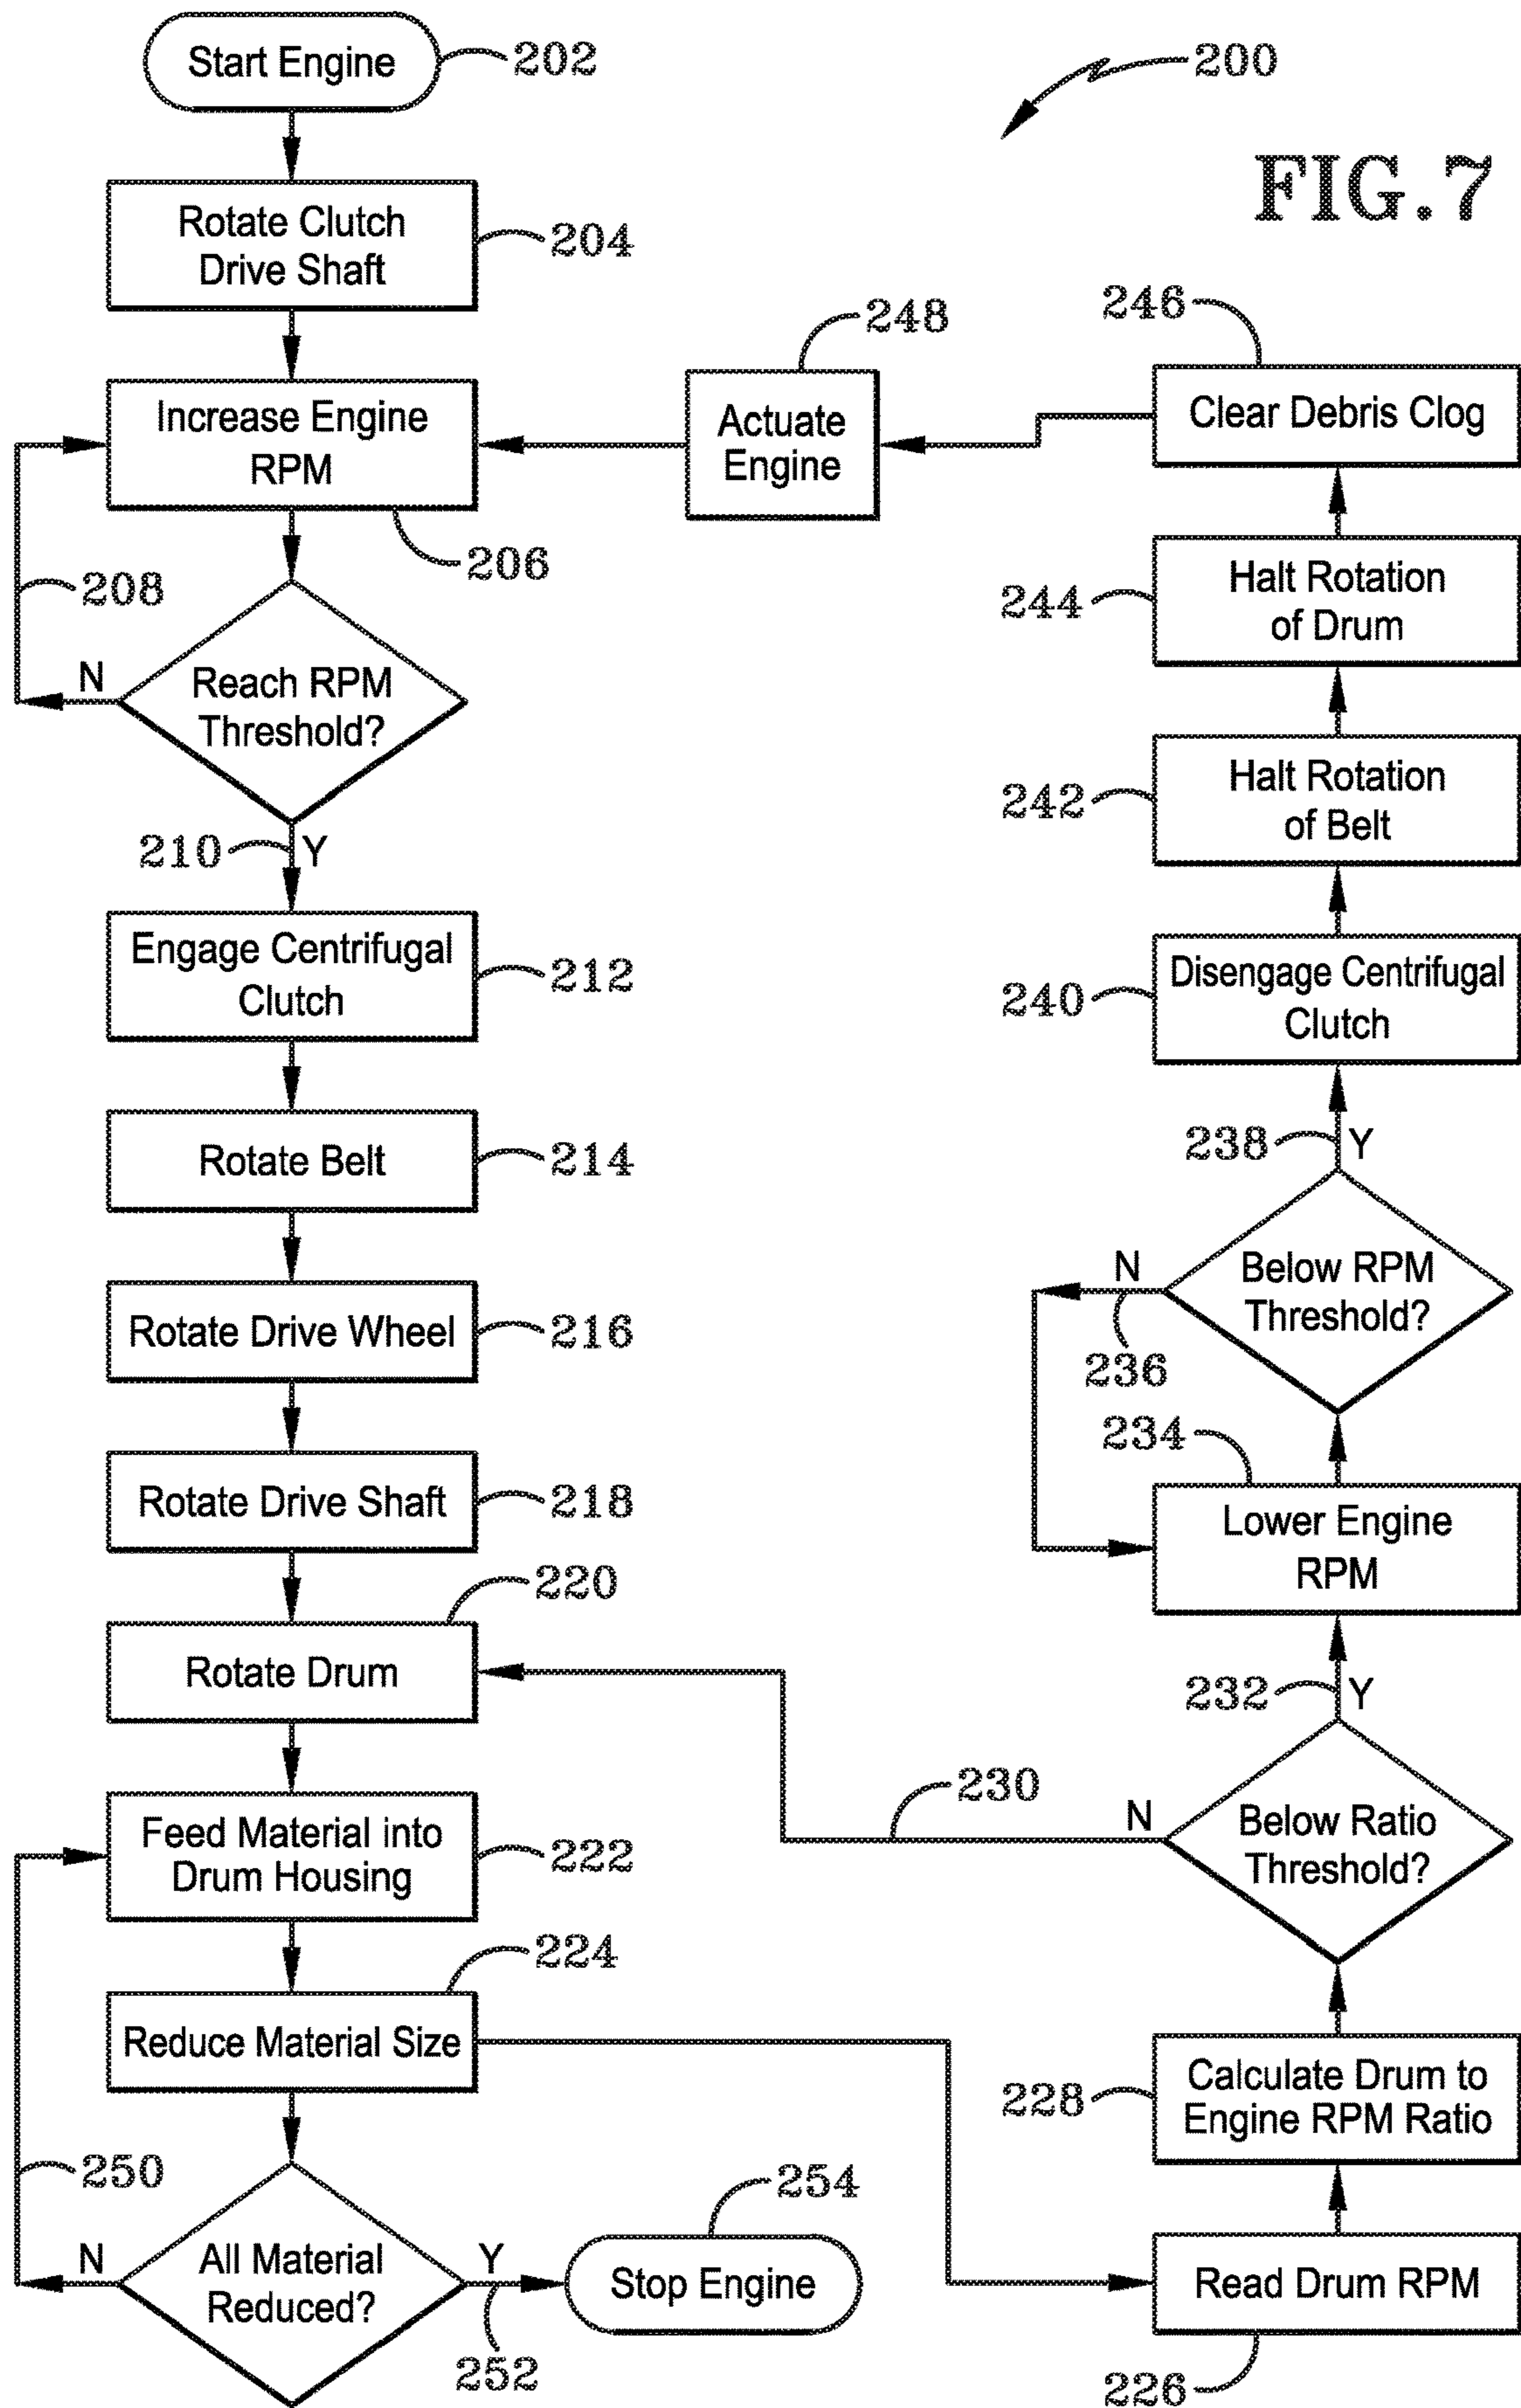 Start Engine
202
200
FIG. 7
Rotate Clutch
Drive Shaft
204
Increase Engine
RPM
206
208
Reach RPM
Threshold?
N
210
Y
Engage Centrifugal
Clutch
212
Rotate Belt
214
Rotate Drive Wheel
216
Rotate Drive Shaft
218
220
Rotate Drum
Feed Material into
Drum Housing
222
224
Reduce Material Size
250
All Material
Reduced?
N
Y
252
254
Stop Engine
Read Drum RPM
226
Calculate Drum to
Engine RPM Ratio
228
Below Ratio
Threshold?
N
230
232
Y
Lower Engine
RPM
234
Below RPM
Threshold?
N
236
238
Y
Disengage Centrifugal
Clutch
240
Halt Rotation
of Belt
242
Halt Rotation
of Drum
244
Clear Debris Clog
246
Actuate
Engine
248